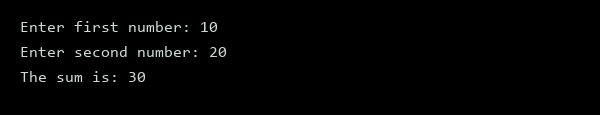 Enter first number: 10
Enter second number: 20
The sum is: 30